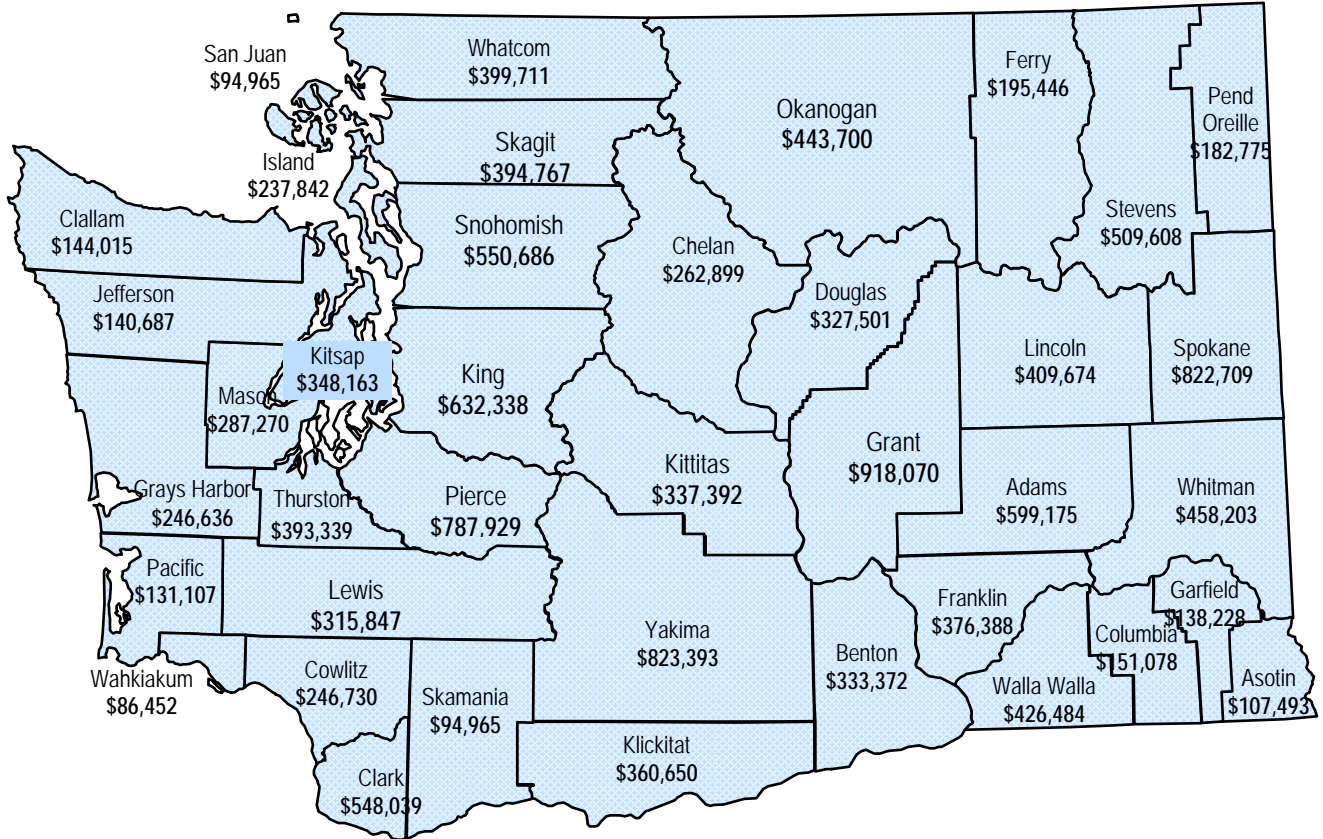 San Juan
$94,965
Whatcom
$399,711
Ferry
$195,446
Okanogan
$443,700
Pend
Oreille
$182,775
Skagit
$394,767
Island
$237,842
Clallam
$144,015
Snohomish
$550,686
Chelan
$262,899
Stevens
$509,608
Jefferson
$140,687
Douglas
$327,501
Kitsap
$348,163
King
$632,338
Lincoln
$409,674
Spokane
$822,709
Mason
$287,270
Grays Harbor
$246,636
Thurston
$393,339
Pierce
$787,929
Kittitas
$337,392
Grant
$918,070
Adams
$599,175
Whitman
$458,203
Pacific
$131,107
Lewis
$315,847
Yakima
$823,393
Benton
$333,372
Franklin
$376,388
Garfield
$138,228
Columbia
$151,078
Wahkiakum
$86,452
Cowlitz
$246,730
Skamania
$94,965
Walla Walla
$426,484
Asotin
$107,493
Klickitat
$360,650
Clark
$548,039